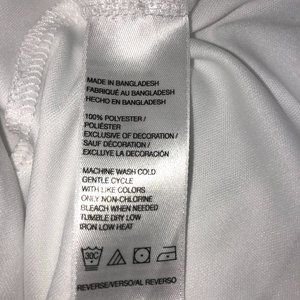 MADE IN BANGLADESH
FABRIQUÉ AU BANGLADESH
HECHO EN BANGLADESH
100% POLYESTER /
POLIÉSTER
EXCLUSIVE OF DECORATION /
SAUF DÉCORATION /
EXCLUYE LA DECORACIÓN
MACHINE WASH COLD
GENTLE CYCLE
WITH LIKE COLORS
ONLY NON-CHLORINE
BLEACH WHEN NEEDED
TUMBLE DRY LOW
IRON LOW HEAT
30C
REVERSE/VERSO/AL REVERSO